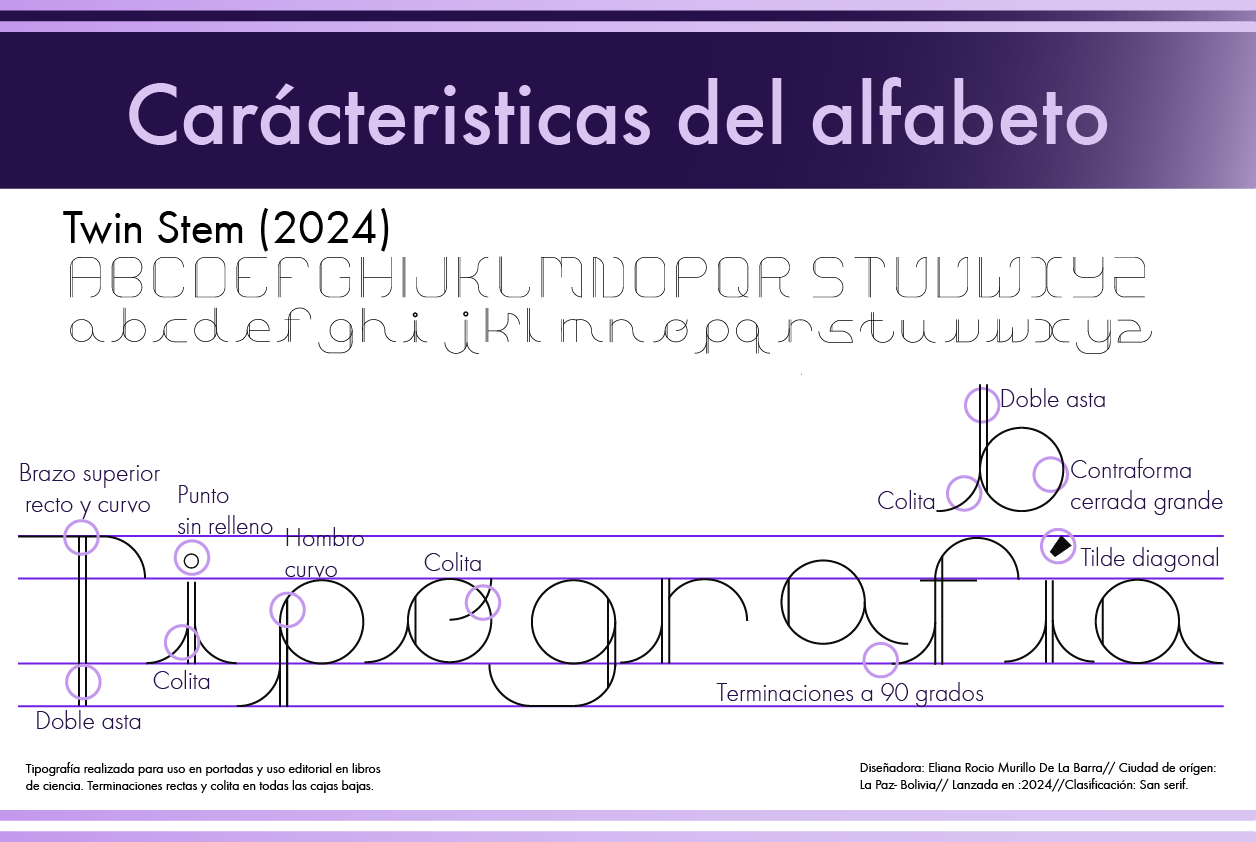 Carácteristicas del alfabeto
Twin Stem (2024)
ABCDEFGHIJKLMNOPQRSTUVWXYZ
abcdefghijklmnopqrstuvwxyz
Doble asta
Contraforma
cerrada grande
Colita
Brazo superior
recto y curvo
Punto
sin relleno
Hombro
curvo
Colita
Tilde diagonal
Tipografía
Colita
Terminaciones a 90 grados
Doble asta
Tipografía realizada para uso en portadas y uso editorial en libros
de ciencia. Terminaciones rectas y colita en todas las cajas bajas.
Diseñadora: Eliana Rocio Murillo De La Barra// Ciudad de orígen:
La Paz- Bolivia// Lanzada en :2024//Clasificación: San serif.